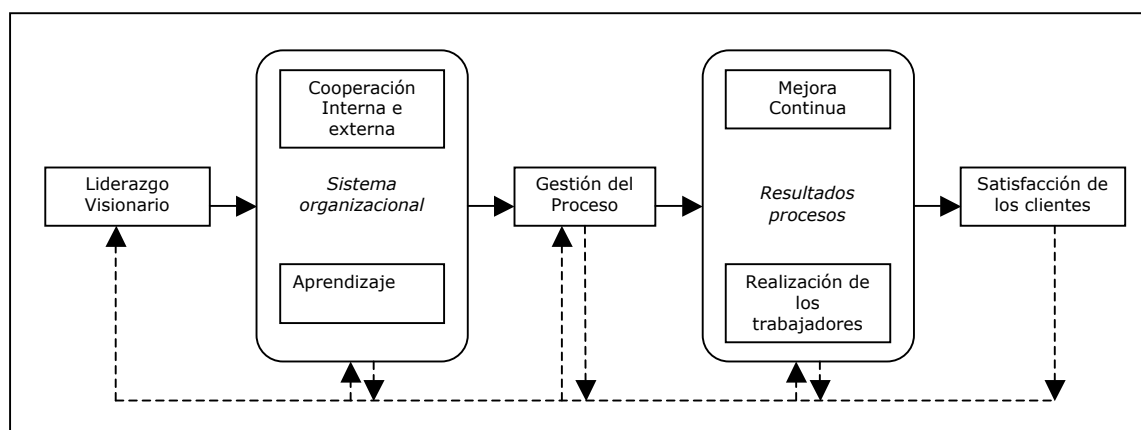 Liderazgo
Visionario
Cooperación
Interna e
externa
Sistema
organizacional
Aprendizaje
Gestión del
Proceso
Mejora
Continua
Resultados
procesos
Realización de
los
trabajadores
Satisfacción de
los clientes